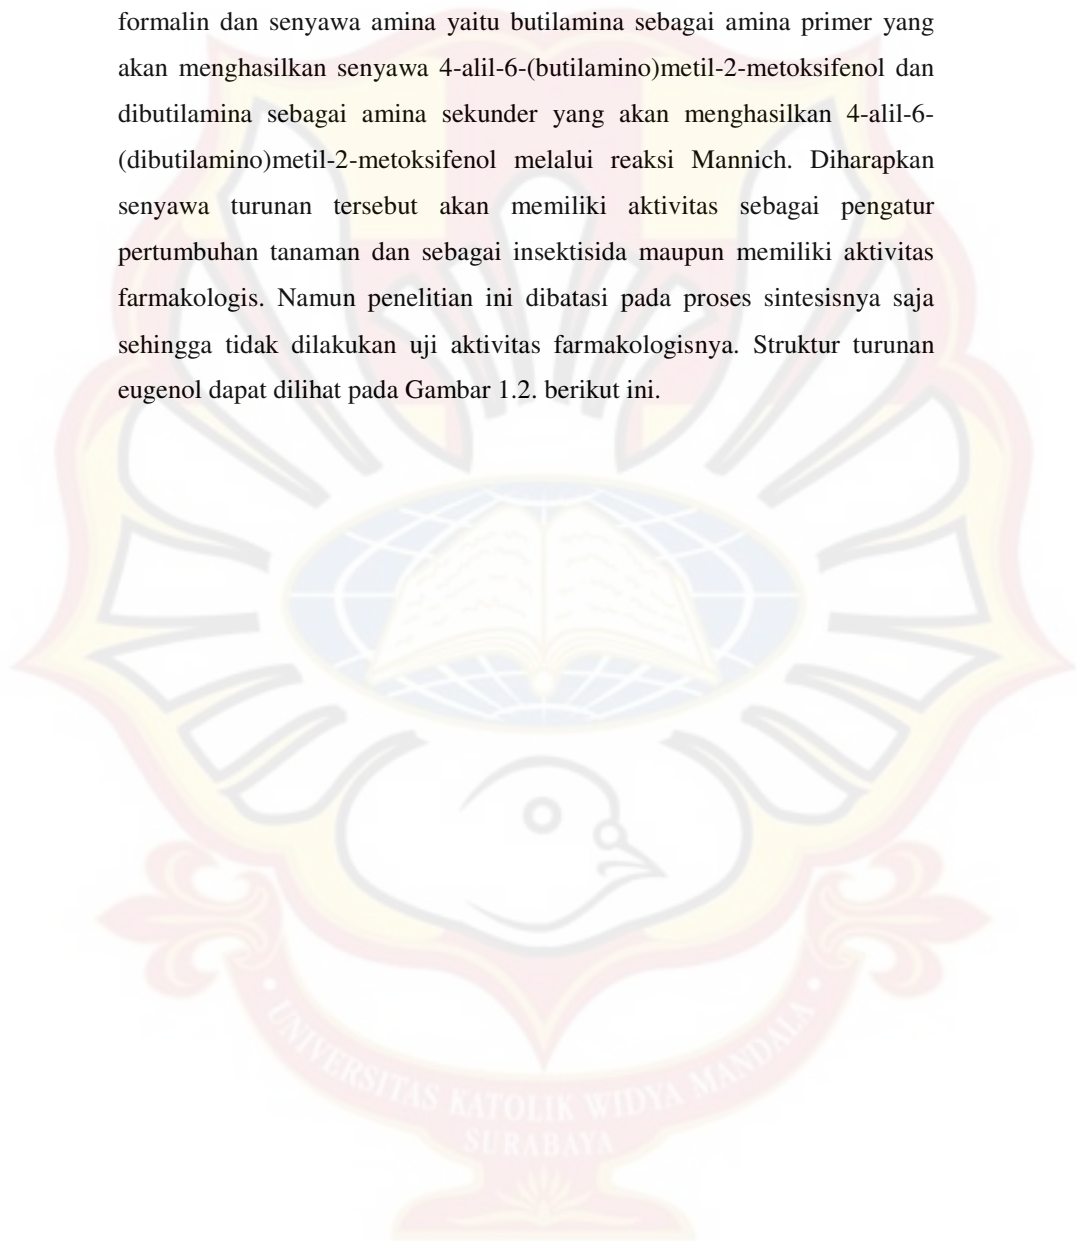 formalin dan senyawa amina yaitu butilamina sebagai amina primer yang
akan menghasilkan senyawa 4-alil-6-(butilamino)metil-2-metoksifenol dan
dibutilamina sebagai amina sekunder yang akan menghasilkan 4-alil-6-
(dibutilamino)metil-2-metoksifenol melalui reaksi Mannich. Diharapkan
senyawa turunan tersebut akan memiliki aktivitas sebagai pengatur
pertumbuhan tanaman dan sebagai insektisida maupun memiliki aktivitas
farmakologis. Namun penelitian ini dibatasi pada proses sintesisnya saja
sehingga tidak dilakukan uji aktivitas farmakologisnya. Struktur turunan
eugenol dapat dilihat pada Gambar 1.2. berikut ini.
UNIVERSITAS KATOLIK WIDYA MANDALA
SURABAYA